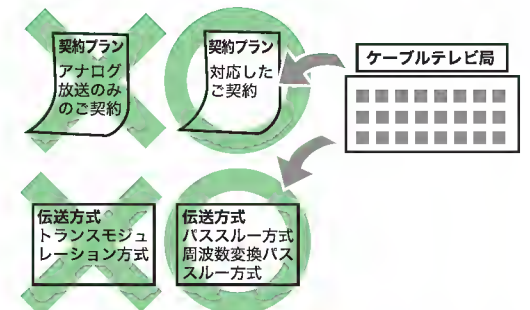 契約プラン
アナログ
放送のみ
のご契約
契約プラン
対応した
ご契約
ケーブルテレビ局
伝送方式
トランスモジュ
レーション方式
伝送方式
パススルー方式
周波数変換パス
スルー方式